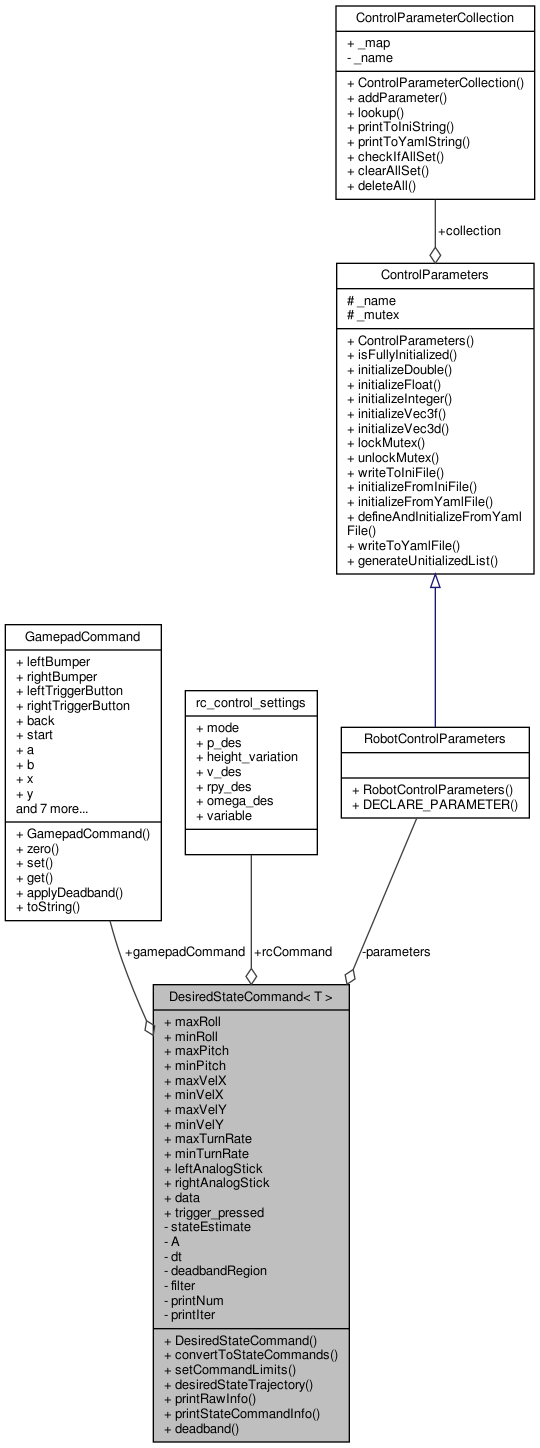 ControlParameterCollection
+ _map
- _name
+ ControlParameterCollection()
+ addParameter()
+ lookup()
+ printToIniString()
+ printToYamlString()
+ checkIfAllSet()
+ clearAllSet()
+ deleteAll()
+collection
ControlParameters
# _name
# _mutex
+ ControlParameters()
+ isFullyInitialized()
+ initializeDouble()
+ initializeFloat()
+ initializeInteger()
+ initializeVec3f()
+ initializeVec3d()
+ lockMutex()
+ unlockMutex()
+ writeToIniFile()
+ initializeFromIniFile()
+ initializeFromYamlFile()
+ defineAndInitializeFromYaml
File()
+ writeToYamlFile()
+ generateUnitializedList()
GamepadCommand
+ leftBumper
+ rightBumper
+ leftTriggerButton
+ rightTriggerButton
+ back
+ start
+ a
+ b
+ x
+ y
and 7 more...
+ GamepadCommand()
+ zero()
+ set()
+ get()
+ applyDeadband()
+ toString()
rc_control_settings
+ mode
+ p_des
+ height_variation
+ v_des
+ rpy_des
+ omega_des
+ variable
RobotControlParameters
+ RobotControlParameters()
+ DECLARE_PARAMETER()
+gamepadCommand
+rcCommand
-parameters
DesiredStateCommand< T >
+ maxRoll
+ minRoll
+ maxPitch
+ minPitch
+ maxVelX
+ minVelX
+ maxVelY
+ minVelY
+ maxTurnRate
+ minTurnRate
+ leftAnalogStick
+ rightAnalogStick
+ data
+ trigger_pressed
- stateEstimate
- A
- dt
- deadbandRegion
- filter
- printNum
- printIter
+ DesiredStateCommand()
+ convertToStateCommands()
+ setCommandLimits()
+ desiredStateTrajectory()
+ printRawInfo()
+ printStateCommandInfo()
+ deadband()